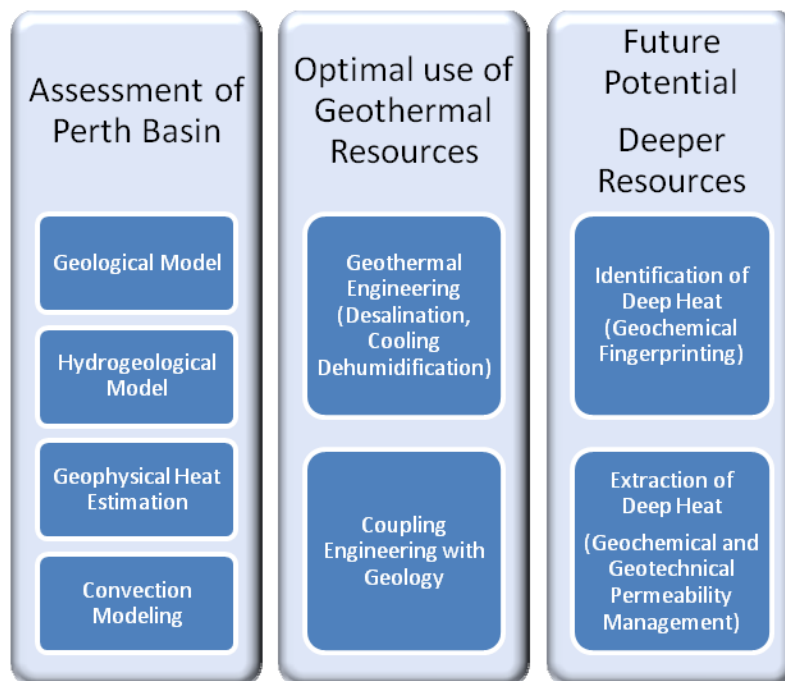 Assessment of
Perth Basin
Geological Model
Hydrogeological
Model
Geophysical Heat
Estimation
Convection
Modeling
Optimal use of
Geothermal
Resources
Geothermal
Engineering
(Desalination,
Cooling
Dehumidification)
Coupling
Engineering with
Geology
Future
Potential
Deeper
Resources
Identification of
Deep Heat
(Geochemical
Fingerprinting)
Extraction of
Deep Heat
(Geochemical and
Geotechnical
Permeability
Management)